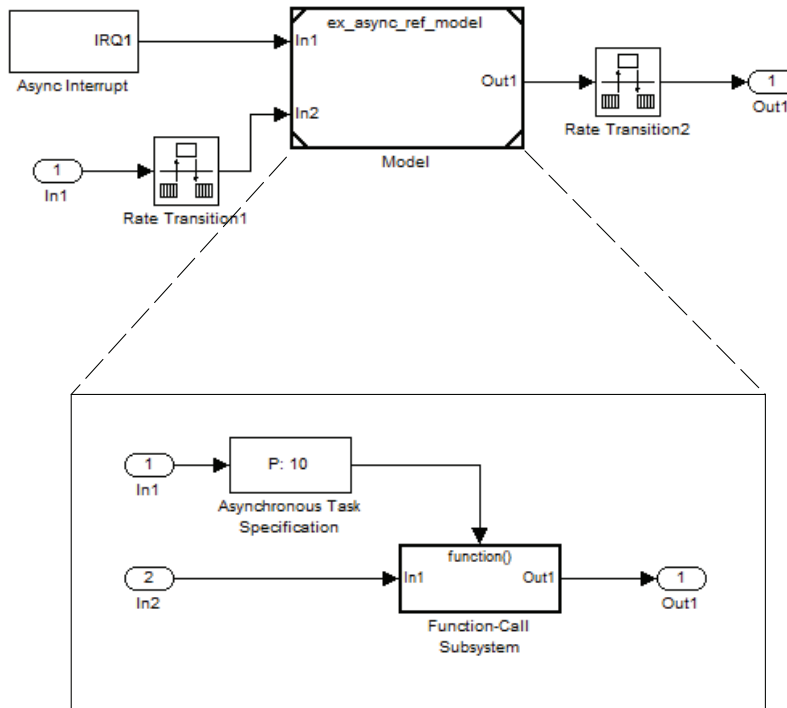 ex_async_ref_model
IRQ1
In1
Async Interrupt
Out1
1
Out1
In2
Rate Transition2
Model
1
In1
Rate Transition1
1
In1
P: 10
Asynchronous Task
Specification
function()
2
In2
In1
Out1
1
Out1
Function-Call
Subsystem